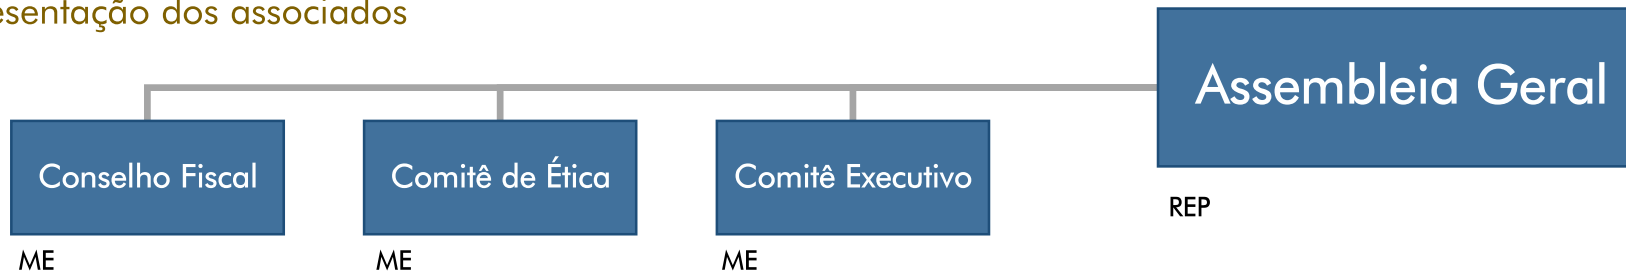 esentação dos associados
Assembleia Geral
Conselho Fiscal
Comitê de Ética
Comitê Executivo
REP
ME
ME
ME